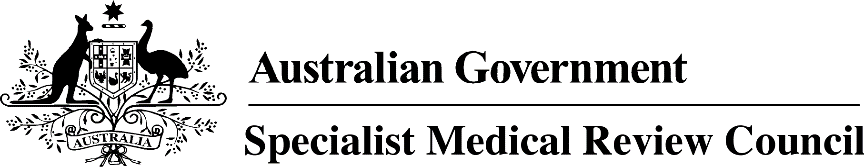 Australian Government
Specialist Medical Review Council
AUSTRALIA